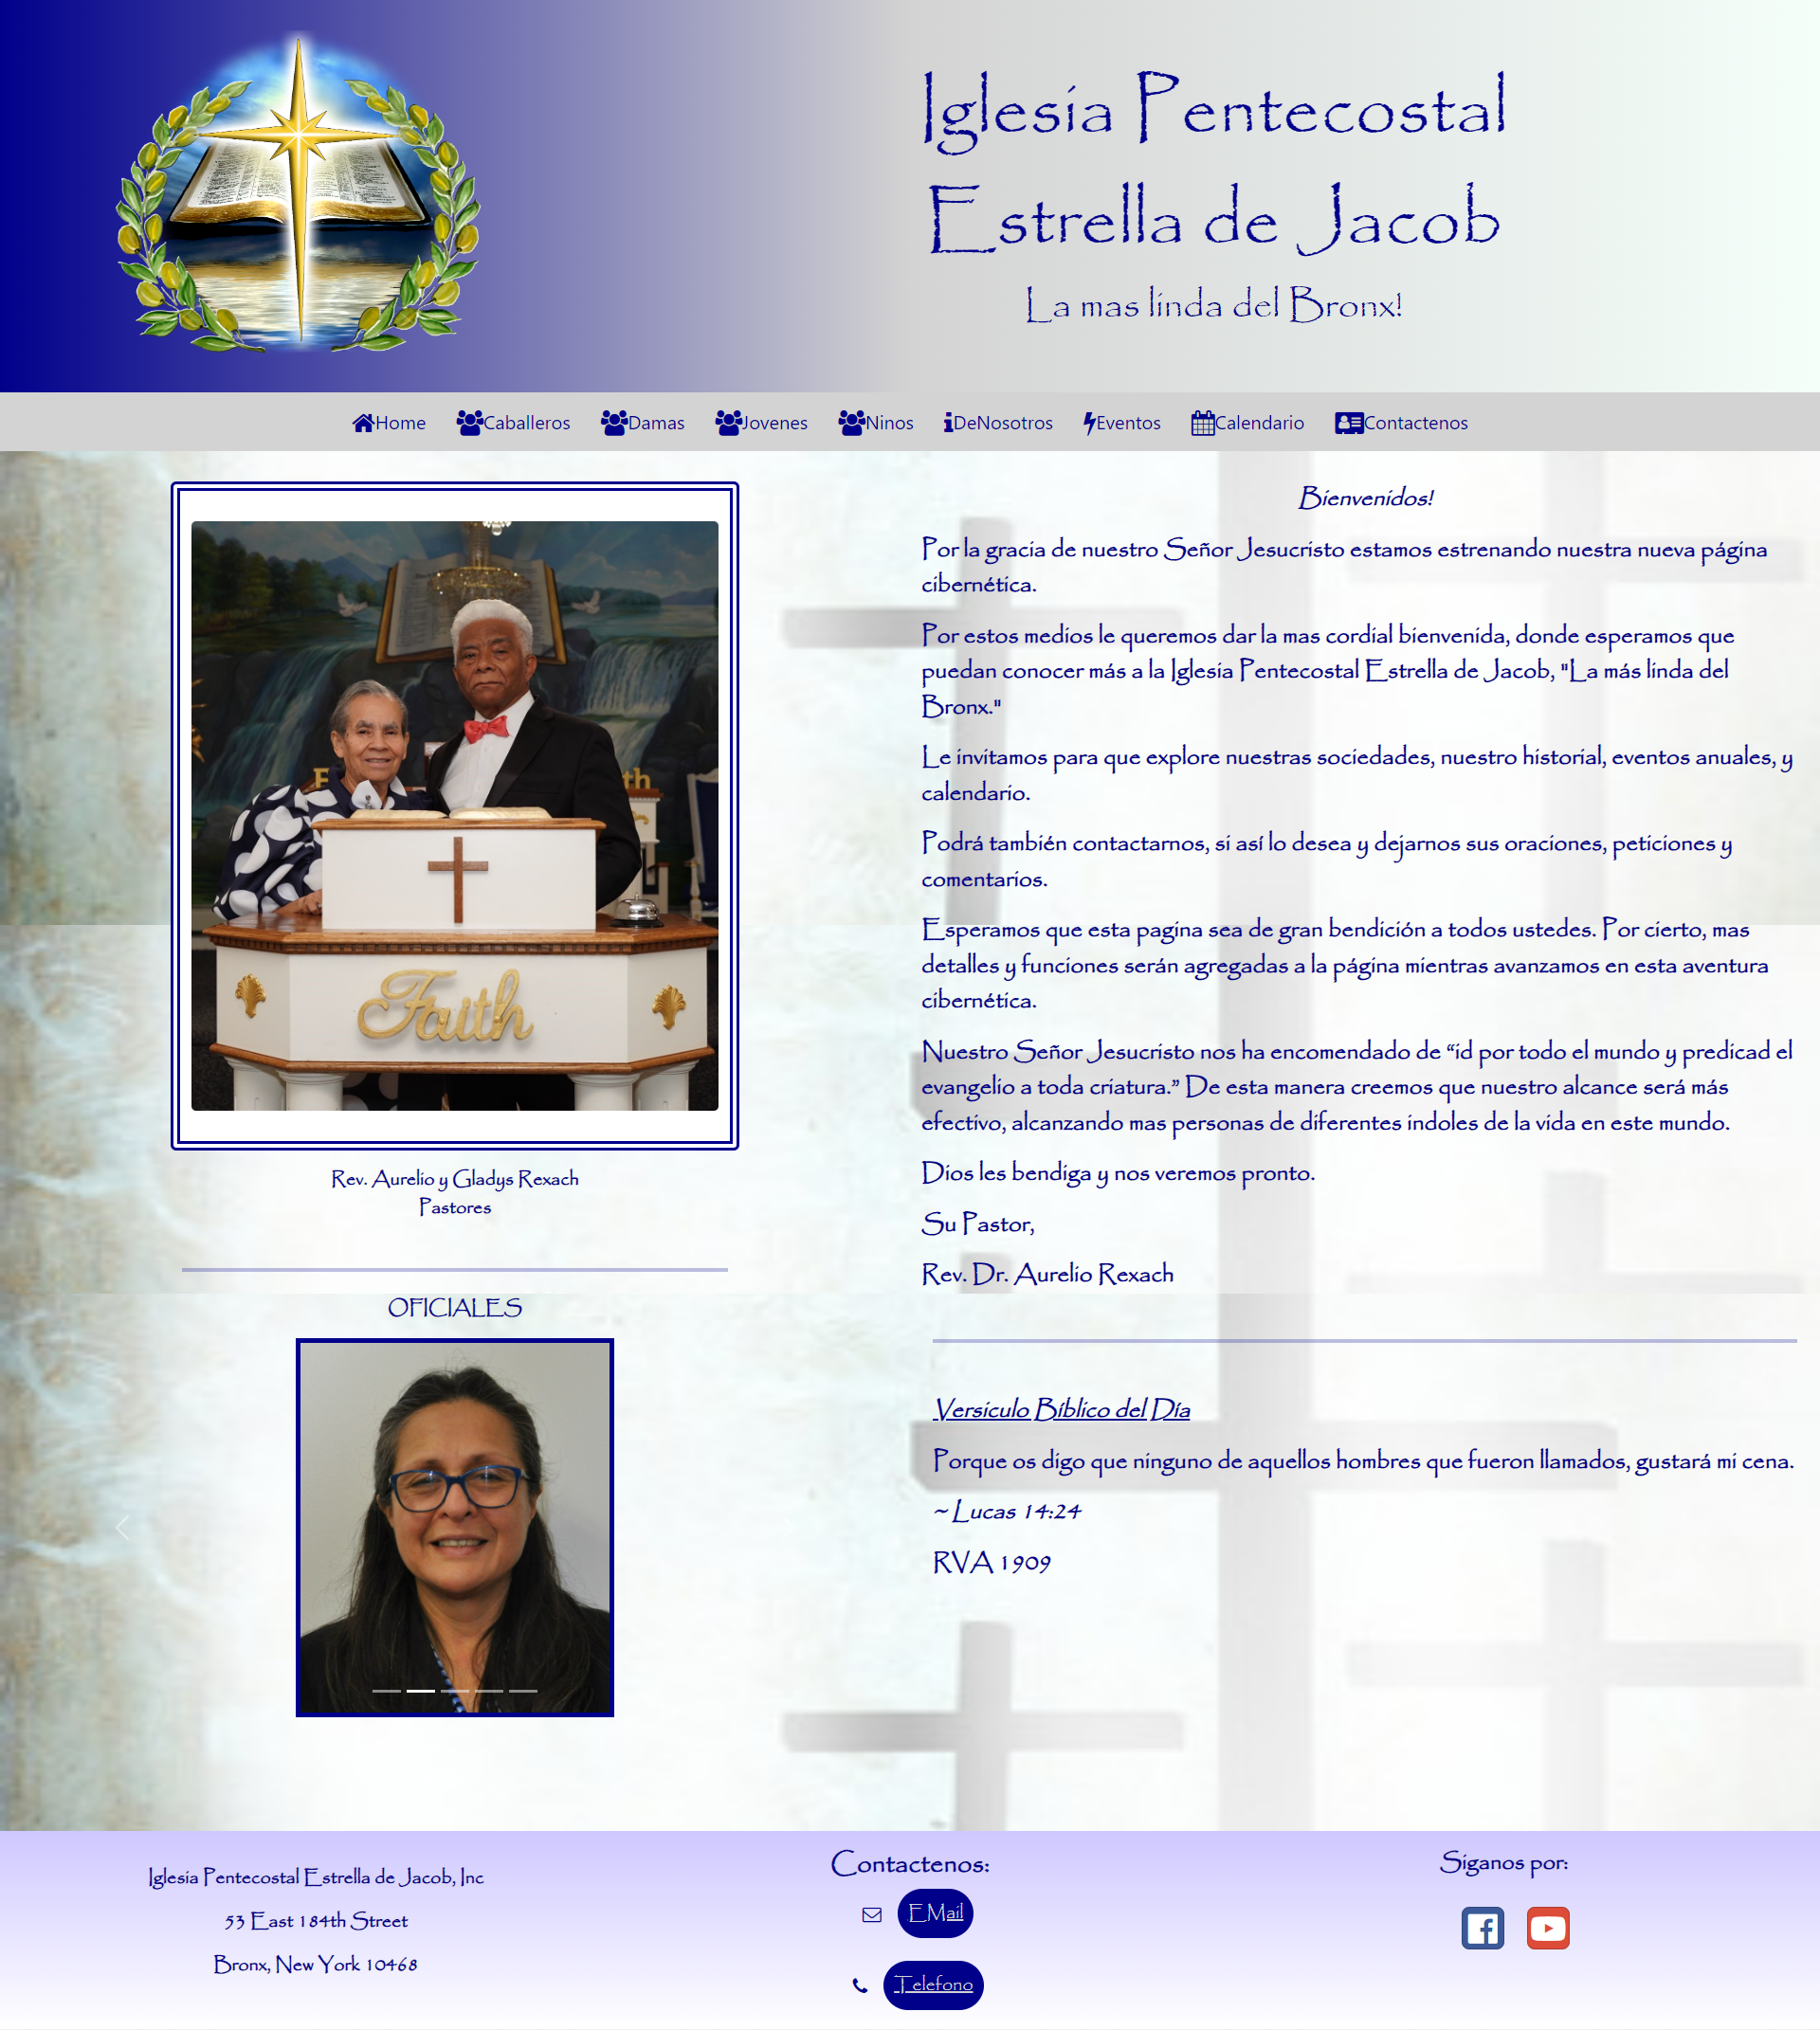 Iglesia Pentecostal
Estrella de Jacob
La mas linda del Bronx!
Home Caballeros Damas Jovenes Ninos DeNosotros Eventos Calendario Contactenos
Faith
Rev. Aurelio y Gladys Rexach
Pastores
OFICIALES
Bienvenidos!
Por la gracia de nuestro Señor Jesucristo estamos estrenando nuestra nueva página
cibernética.
Por estos medios le queremos dar la mas cordial bienvenida, donde esperamos que
puedan conocer más a la Iglesia Pentecostal Estrella de Jacob, "La más linda del
Bronx."
Le invitamos para que explore nuestras sociedades, nuestro historial, eventos anuales, y
calendario.
Podrá también contactarnos, si así lo desea y dejarnos sus oraciones, peticiones y
comentarios.
Esperamos que esta pagina sea de gran bendición a todos ustedes. Por cierto, mas
detalles y funciones serán agregadas a la página mientras avanzamos en esta aventura
cibernética.
Nuestro Señor Jesucristo nos ha encomendado de “id por todo el mundo y predicad el
evangelio a toda criatura.” De esta manera creemos que nuestro alcance será más
efectivo, alcanzando mas personas de diferentes indoles de la vida en este mundo.
Dios les bendiga y nos veremos pronto.
Su Pastor,
Rev. Dr. Aurelio Rexach
Versiculo Bíblico del Día
Porque os digo que ninguno de aquellos hombres que fueron llamados, gustará mi cena.
~ Lucas 14:24
RVA 1909
Iglesia Pentecostal Estrella de Jacob, Inc
53 East 184th Street
Bronx, New York 10468
Contactenos:
EMail
Telefono
Siganos por: